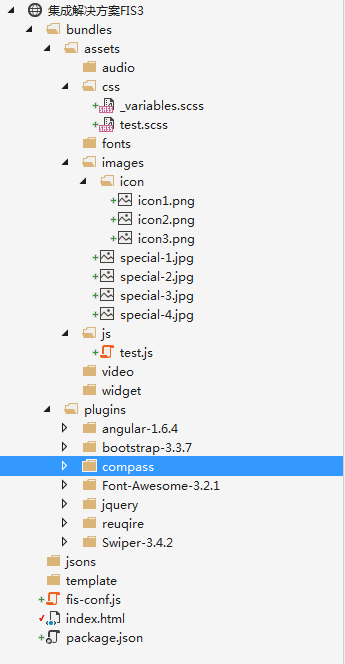 集成解决方案FIS3
bundles
assets
audio
css
_variables.scss
test.scss
fonts
images
icon
icon1.png
icon2.png
icon3.png
special-1.jpg
special-2.jpg
special-3.jpg
special-4.jpg
js
test.js
video
widget
plugins
angular-1.6.4
bootstrap-3.3.7
compass
Font-Awesome-3.2.1
jquery
reuqire
Swiper-3.4.2
jsons
template
fis-conf.js
index.html
package.json